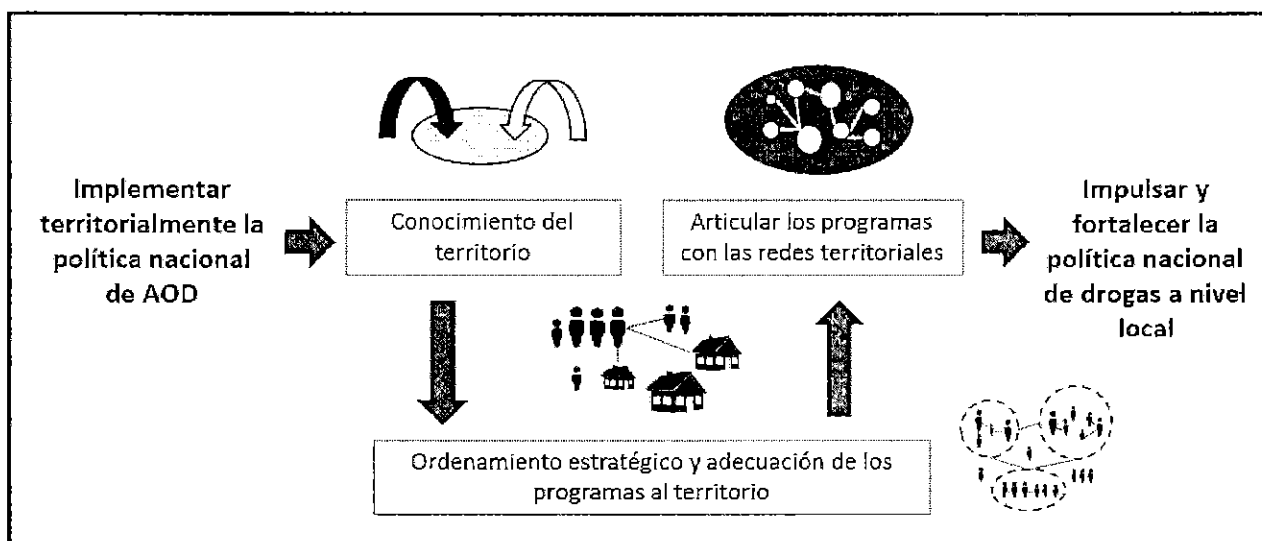 Implementar
territorialmente la
política nacional
de AOD
Conocimiento del
territorio
Ordenamiento estratégico y adecuación de los
programas al territorio
Articular los programas
con las redes territoriales
Impulsar y
fortalecer la
política nacional
de drogas a nivel
local